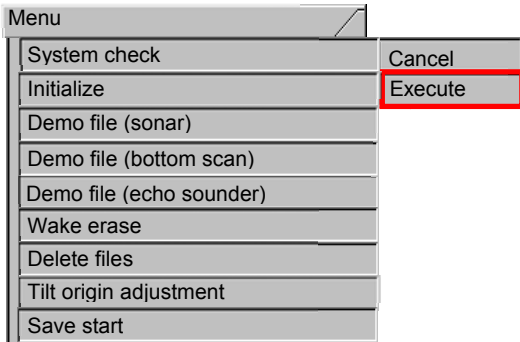 Menu
System check
Cancel
Initialize
Execute
Demo file (sonar)
Demo file (bottom scan)
Demo file (echo sounder)
Wake erase
Delete files
Tilt origin adjustment
Save start